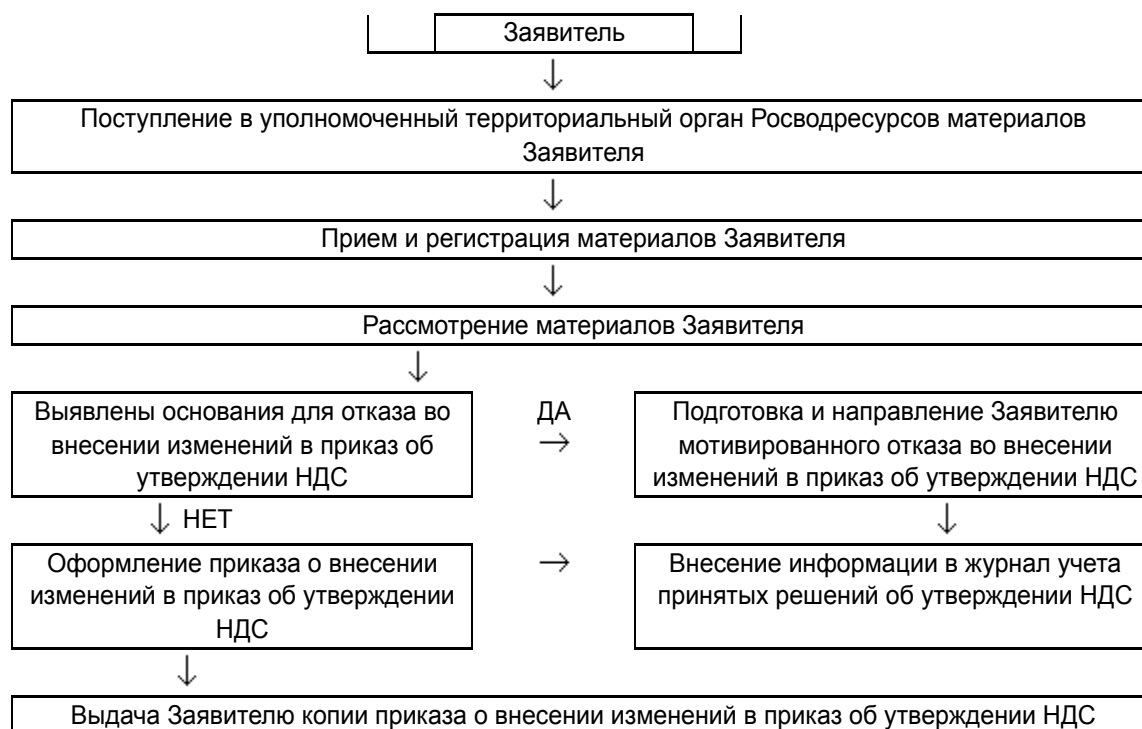 Заявитель
Поступление в уполномоченный территориальный орган Росводресурсов материалов
Заявителя
Прием и регистрация материалов Заявителя
Рассмотрение материалов Заявителя
Выявлены основания для отказа во
внесении изменений в приказ об
утверждении НДС
ДА
Подготовка и направление Заявителю
мотивированного отказа во внесении
изменений в приказ об утверждении НДС
НЕТ
Оформление приказа о внесении
изменений в приказ об утверждении
НДС
Внесение информации в журнал учета
принятых решений об утверждении НДС
Выдача Заявителю копии приказа о внесении изменений в приказ об утверждении НДС